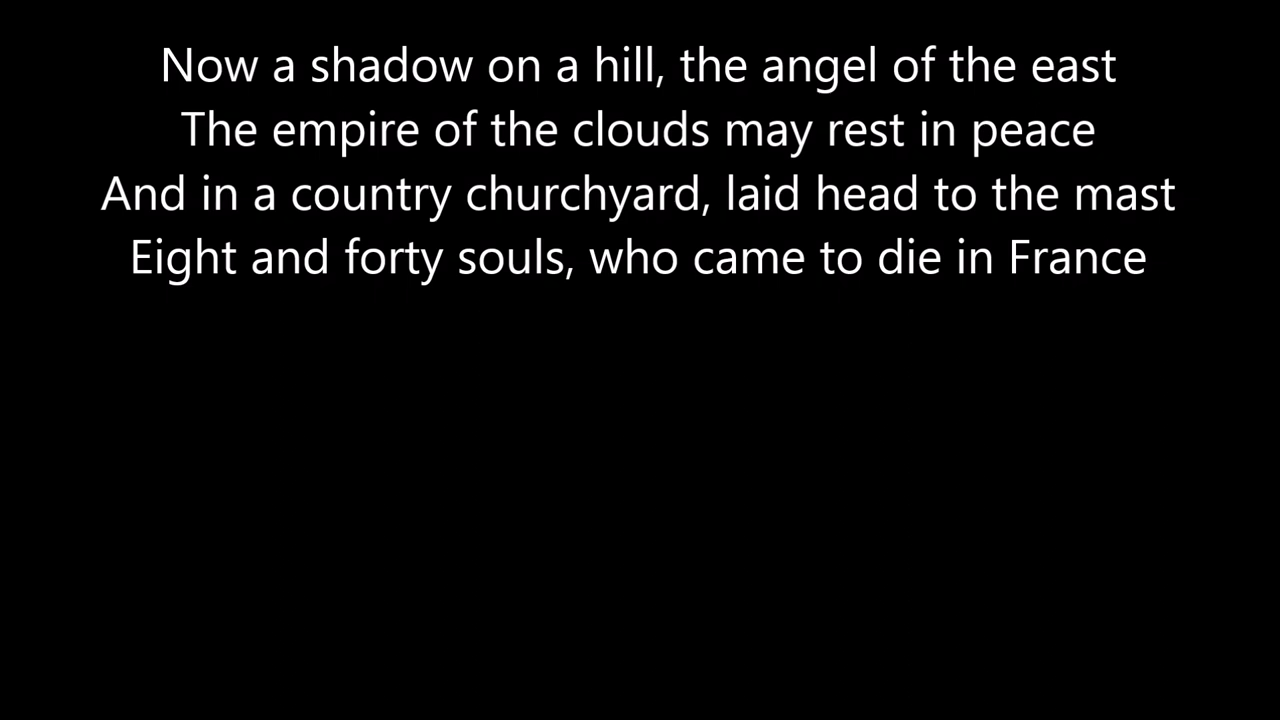 Now a shadow on a hill, the angel of the east
The empire of the clouds may rest in peace
And in a country churchyard, laid head to the mast
Eight and forty souls, who came to die in France